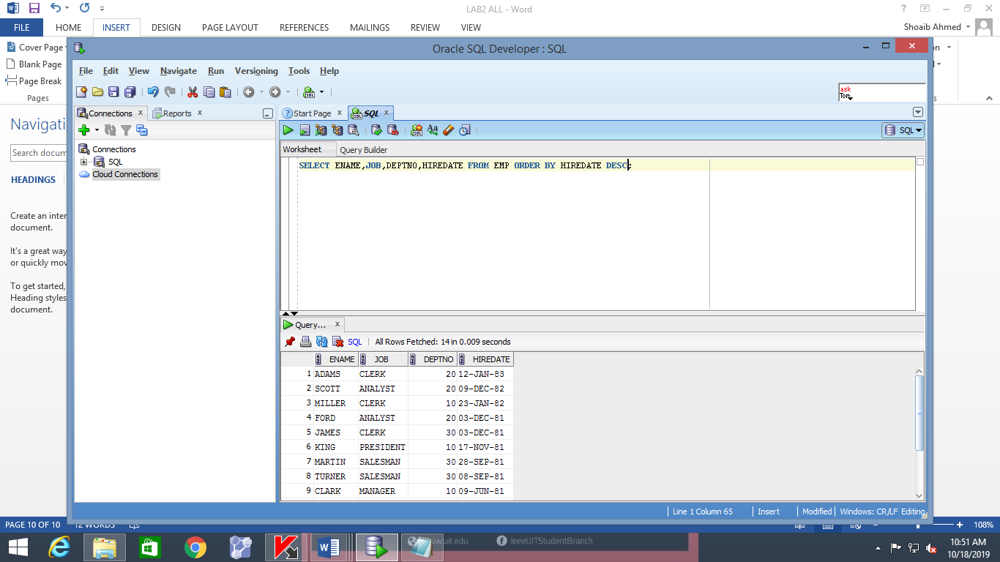 LAB2 ALL - Word
FILE HOME INSERT DESIGN PAGE LAYOUT REFERENCES MAILINGS REVIEW VIEW
Shoaib Ahmed
Cover Page
Blank Page
Page Break
Pages
Navigati
Search docum
HEADINGS
Create an inter
document.
It's a great way
or quickly mov
To get started,
Heading styles
document.
Oracle SQL Developer : SQL
File Edit View Navigate Run Versioning Tools Help
ask
Tom
Connections Reports
Connections
SQL
Cloud Connections
Start Page SQL
SQL
Worksheet Query Builder
SELECT ENAME,JOB,DEPTNO,HIREDATE FROM EMP ORDER BY HIREDATE DESC;
Query...
SQL All Rows Fetched: 14 in 0.009 seconds
ENAME JOB DEPTNO HIREDATE
1 ADAMS CLERK 20 12-JAN-83
2 SCOTT ANALYST 20 09-DEC-82
3 MILLER CLERK 10 23-JAN-82
4 FORD ANALYST 20 03-DEC-81
5 JAMES CLERK 30 03-DEC-81
6 KING PRESIDENT 10 17-NOV-81
7 MARTIN SALESMAN 30 28-SEP-81
8 TURNER SALESMAN 30 08-SEP-81
9 CLARK MANAGER 10 09-JUN-81
Line 1 Column 65 Insert Modified Windows: CR/LF Editing
PAGE 10 OF 10 12 WORDS 108%
.uit.edu IeeeUITStudentBranch
10:51 AM
10/18/2019